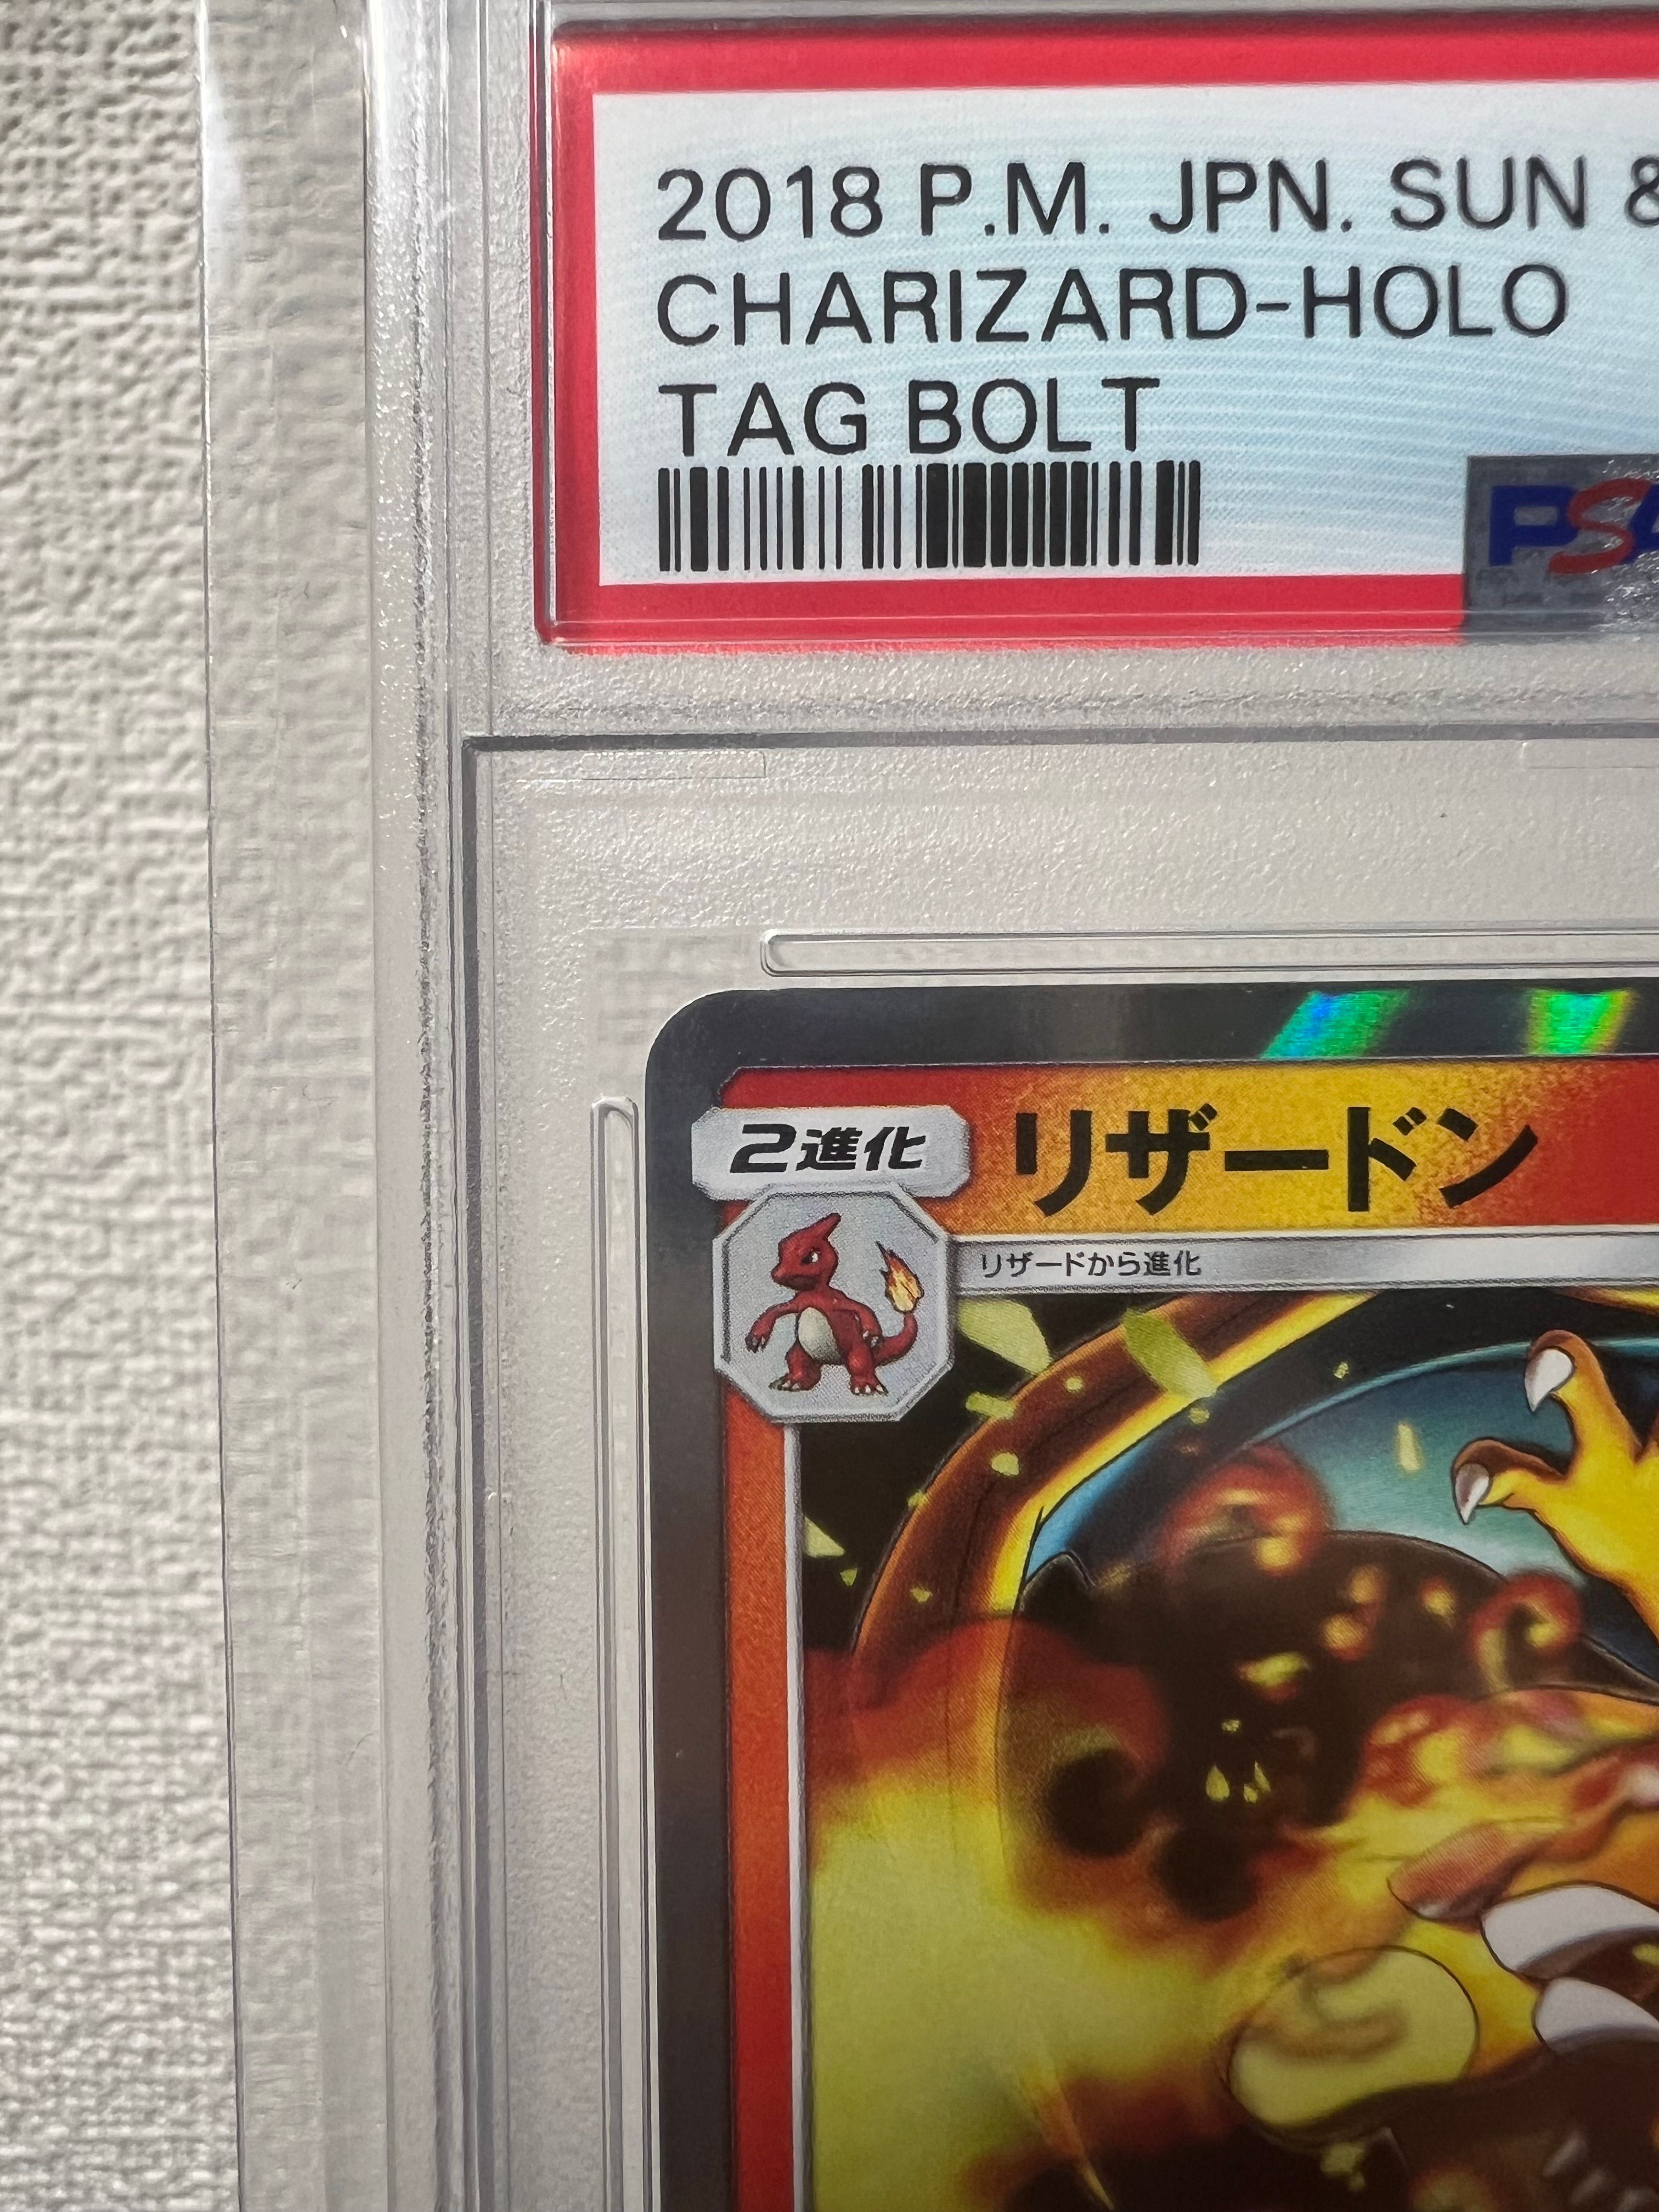 2018 P.M. JPN. SUN &
CHARIZARD-HOLO
TAG BOLT
PSA
2進化
リザードン
リザードから進化